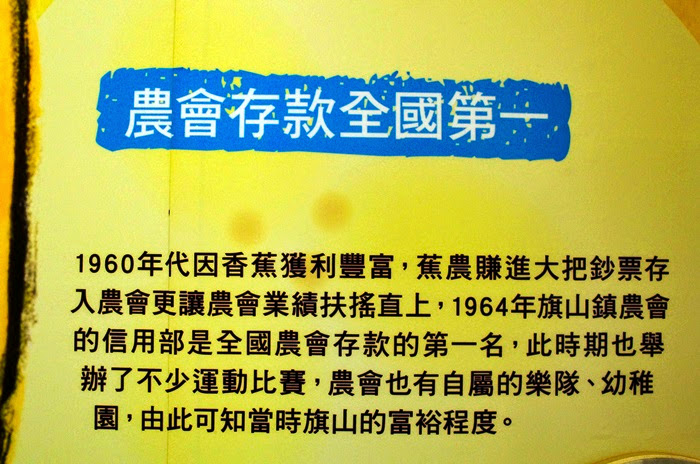 農會存款全國第一
1960年代因香蕉獲利豐富，蕉農賺進大把鈔票存
入農會更讓農會業績扶搖直上，1964年旗山鎮農會
的信用部是全國農會存款的第一名，此時期也舉
辦了不少運動比賽，農會也有自屬的樂隊、幼稚
園，由此可知當時旗山的富裕程度。